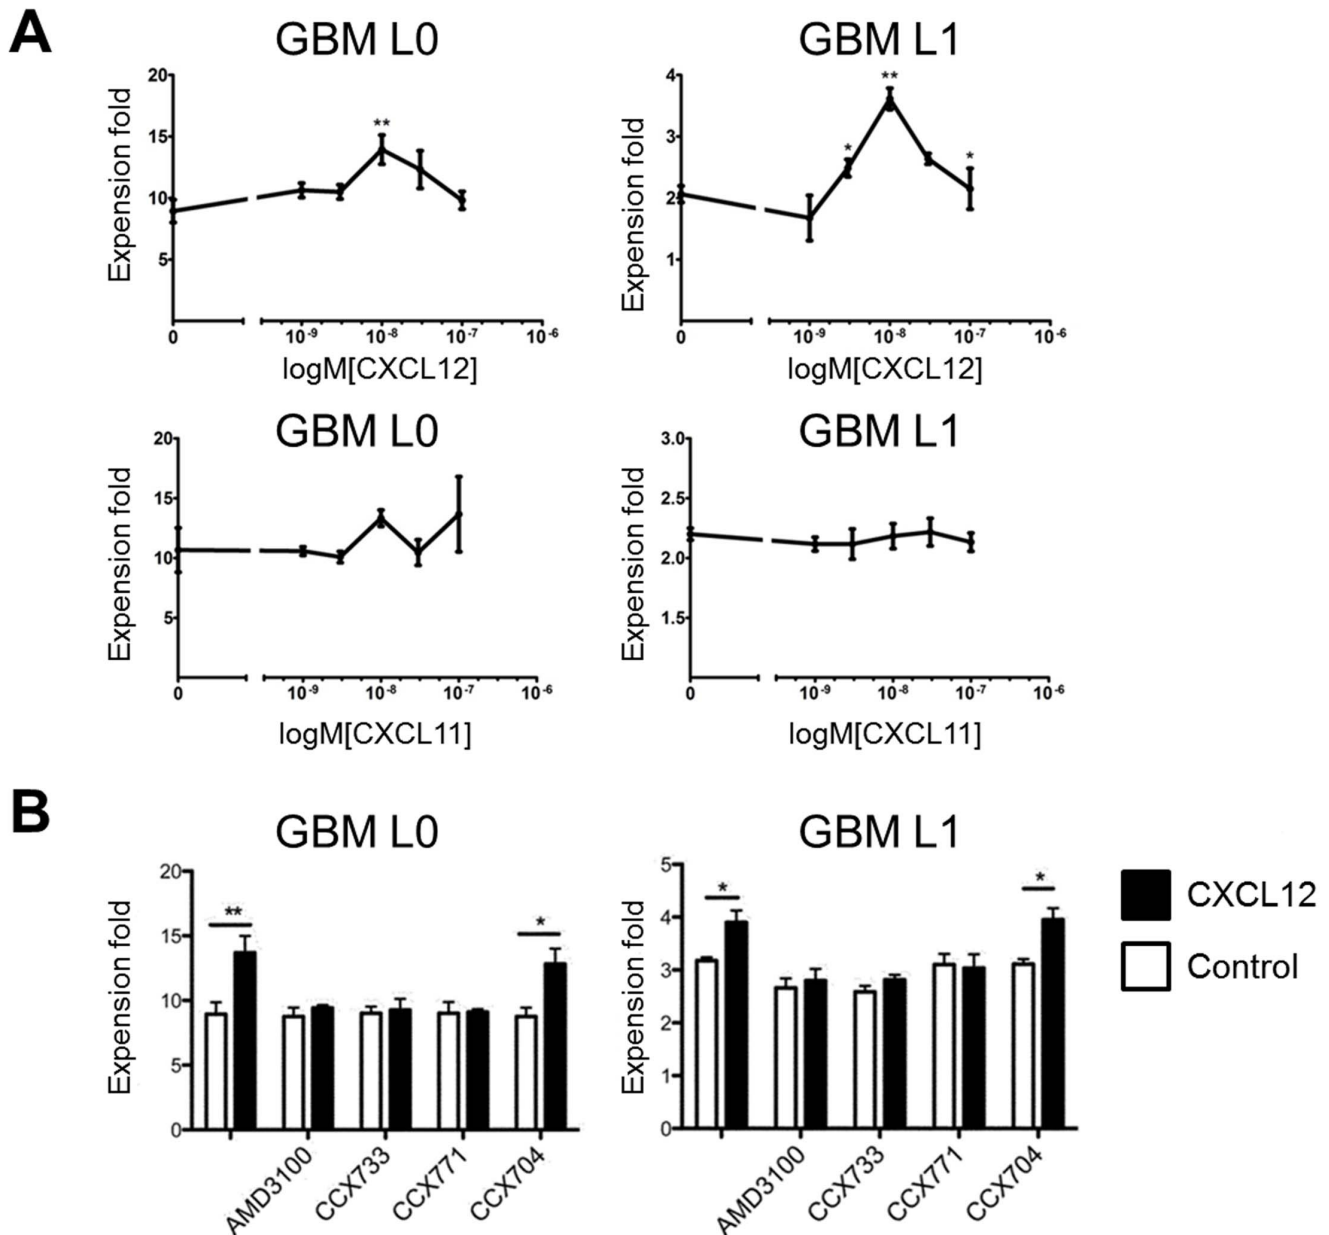 A
GBM L0
Expension fold
20
15
10
5
**
0
10-9
10-8
10-7
10-6
logM[CXCL12]
GBM L1
Expension fold
4
3
2
1
*
**
*
0
10-9
10-8
10-7
10-6
logM[CXCL12]
GBM L0
Expension fold
20
15
10
5
0
10-9
10-8
10-7
10-6
logM[CXCL11]
GBM L1
Expension fold
3.0
2.5
2.0
1.5
0
10-9
10-8
10-7
10-6
logM[CXCL11]
B
GBM L0
Expension fold
20
15
10
5
0
**
*
AMD3100
CCX733
CCX771
CCX704
GBM L1
Expension fold
5
4
3
2
1
0
*
*
AMD3100
CCX733
CCX771
CCX704
CXCL12
Control